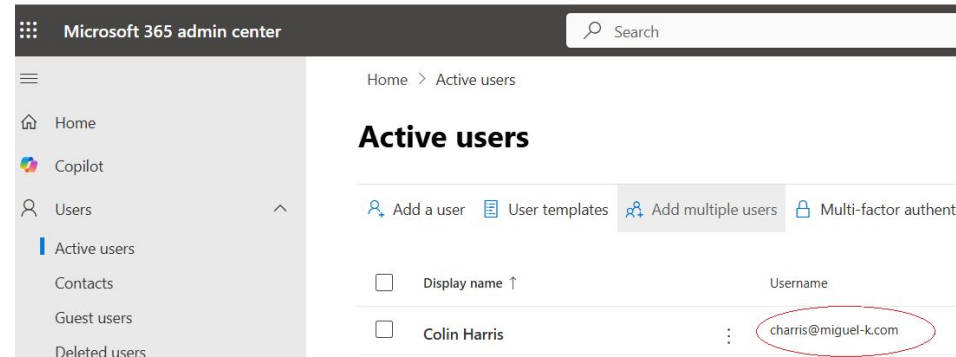 Microsoft 365 admin center
Search
Home > Active users
Home
Copilot
Users
Active users
Contacts
Guest users
Deleted users
Active users
Add a user User templates Add multiple users Multi-factor authent
Display name ↑ Username
Colin Harris charris@miguel-k.com